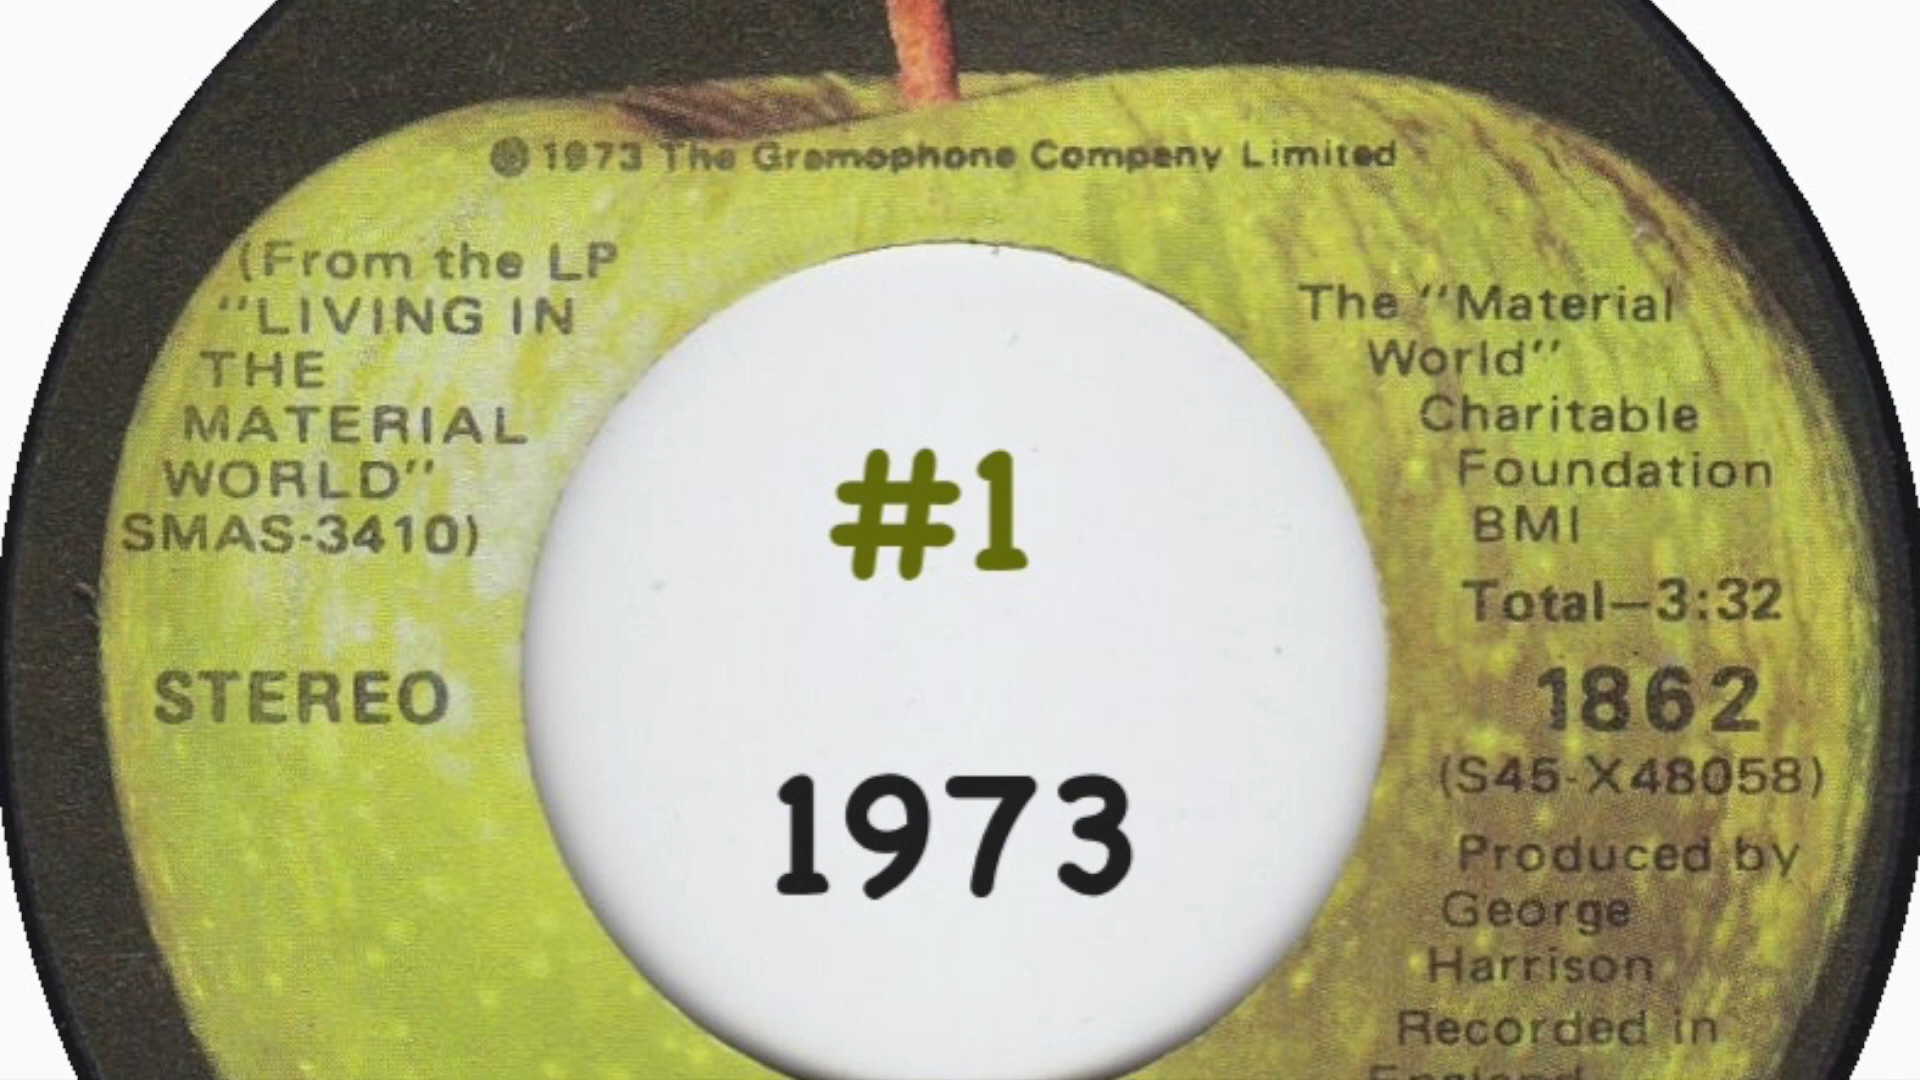 ℗ 1973 The Gramophone Company Limited
(From the LP
"LIVING IN
THE
MATERIAL
WORLD"
SMAS-3410)
STEREO
#1
1973
The "Material
World"
Charitable
Foundation
BMI
Total—3:32
1862
(S45-X48058)
Produced by
George
Harrison
Recorded in
England